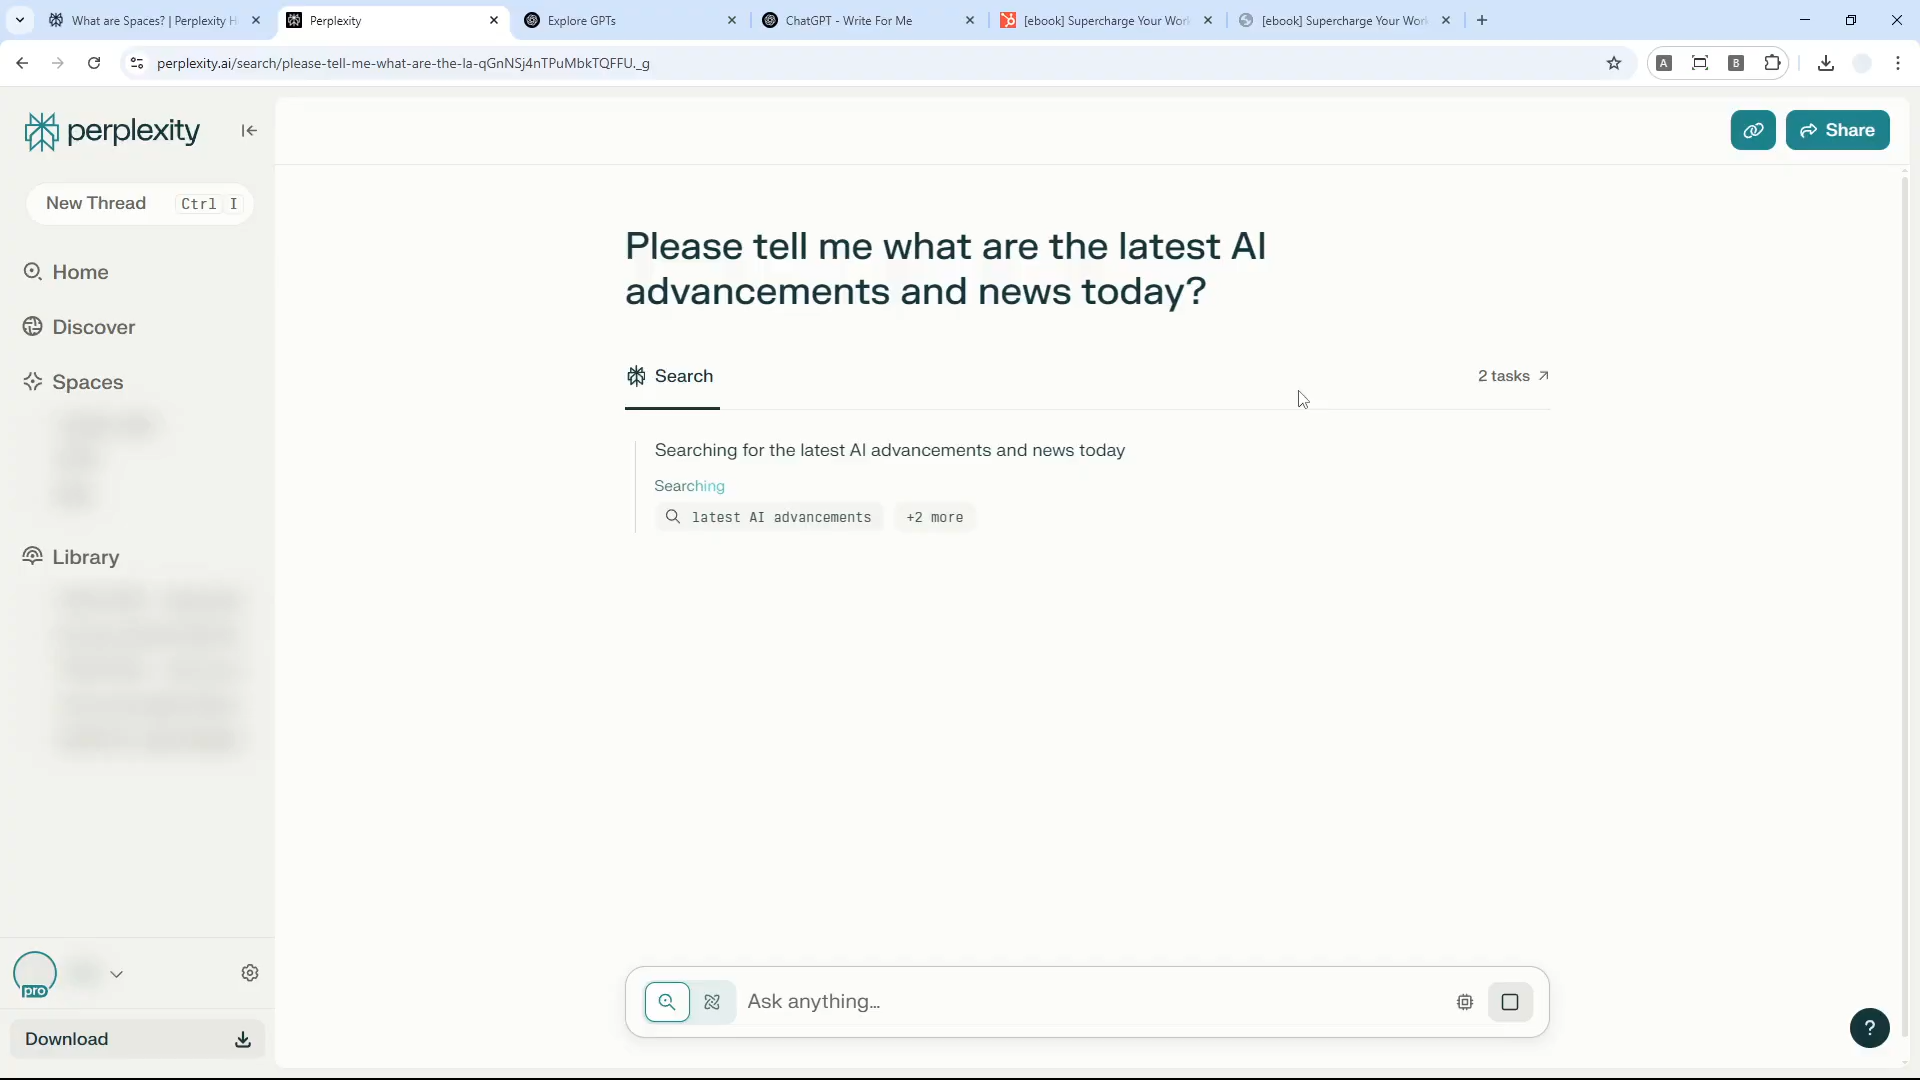 What are Spaces? | Perplexity H
Perplexity
Explore GPTs
ChatGPT - Write For Me
[ebook] Supercharge Your Wor
[ebook] Supercharge Your Wor
perplexity.ai/search/please-tell-me-what-are-the-la-qGnNSj4nTPuMbkTQFFU._g
A
B
perplexity
Share
New Thread
Ctrl I
Home
Discover
Spaces
Library
Please tell me what are the latest AI
advancements and news today?
Search
2 tasks
Searching for the latest AI advancements and news today
Searching
latest AI advancements
+2 more
pro
Ask anything...
Download
?